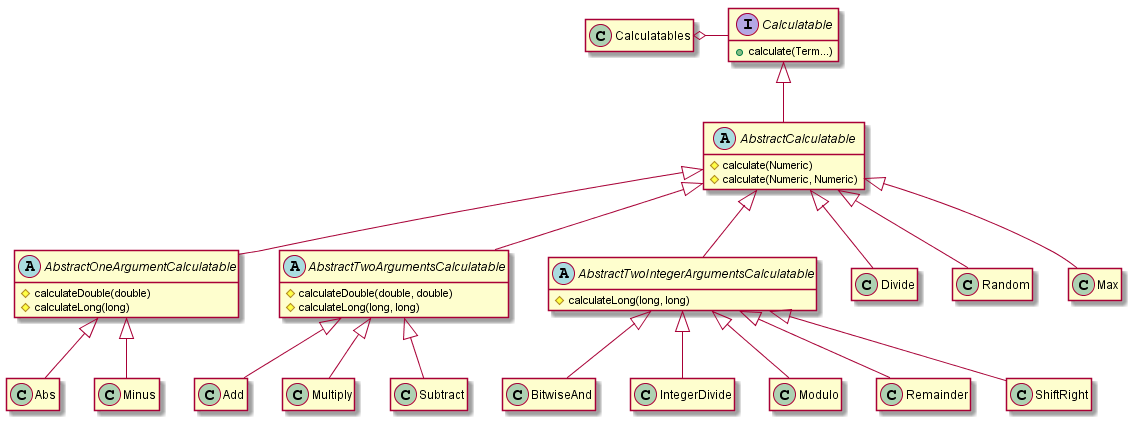 C Calculatables
I Calculatable
calculate(Term...)
A AbstractCalculatable
calculate(Numeric)
calculate(Numeric, Numeric)
A AbstractOneArgumentCalculatable
calculateDouble(double)
calculateLong(long)
A AbstractTwoArgumentsCalculatable
calculateDouble(double, double)
calculateLong(long, long)
A AbstractTwoIntegerArgumentsCalculatable
calculateLong(long, long)
C Divide
C Random
C Max
C Abs
C Minus
C Add
C Multiply
C Subtract
C BitwiseAnd
C IntegerDivide
C Modulo
C Remainder
C ShiftRight